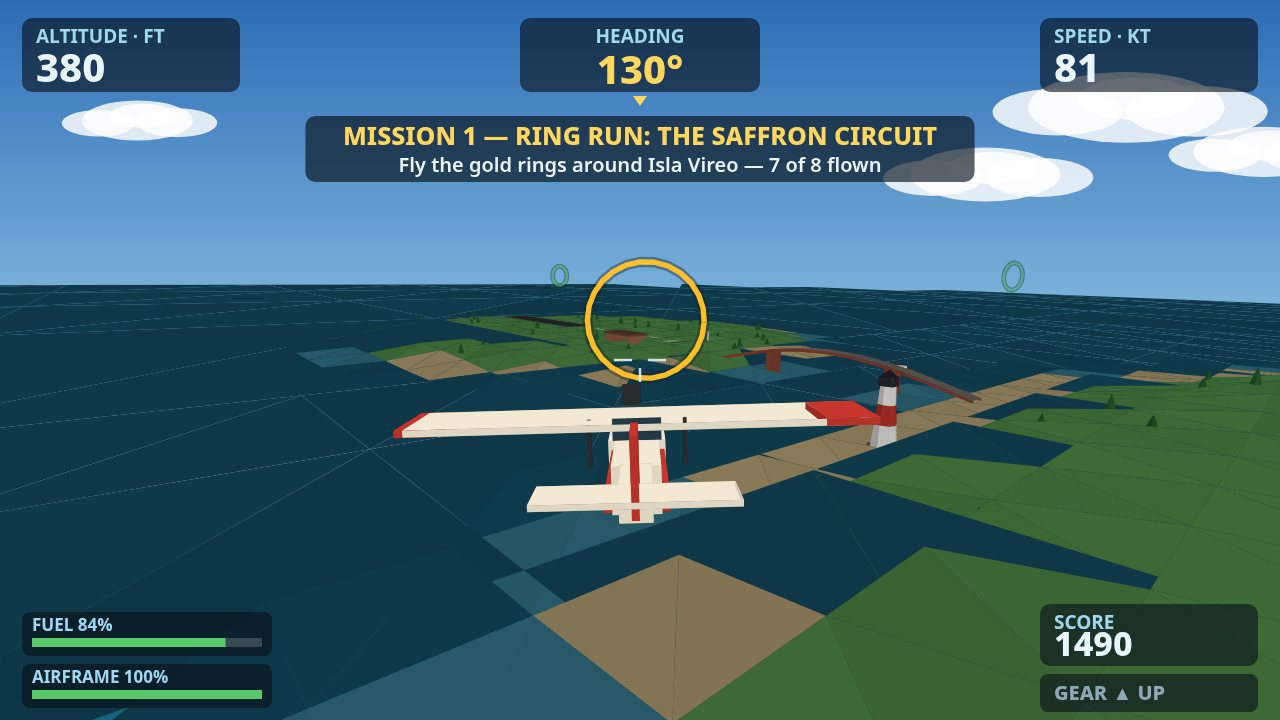 ALTITUDE · FT
380
HEADING
130°
SPEED · KT
81
MISSION 1 — RING RUN: THE SAFFRON CIRCUIT
Fly the gold rings around Isla Vireo — 7 of 8 flown
FUEL 84%
AIRFRAME 100%
SCORE
1490
GEAR ▲ UP